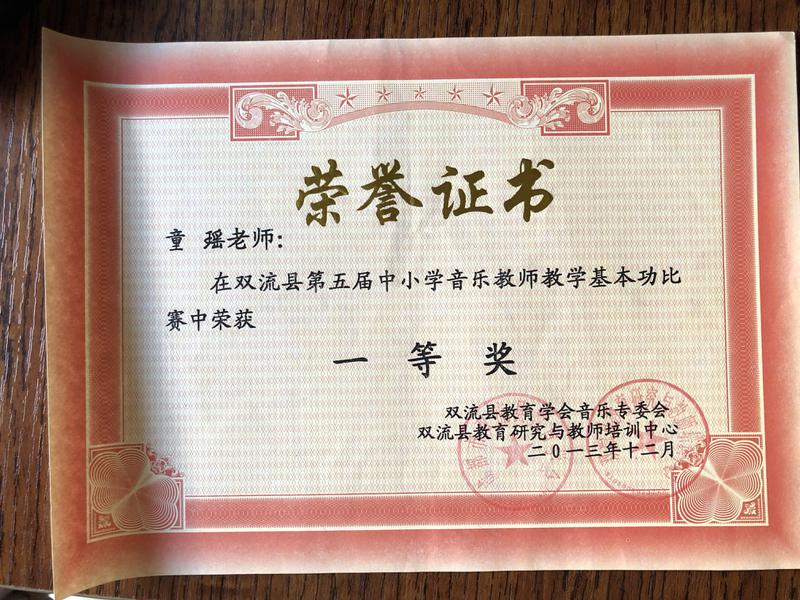 荣誉证书
童 瑶老师：
在双流县第五届中小学音乐教师教学基本功比
赛中荣获
一 等 奖
双流县教育学会音乐专委会
双流县教育研究与教师培训中心
二０一三年十二月